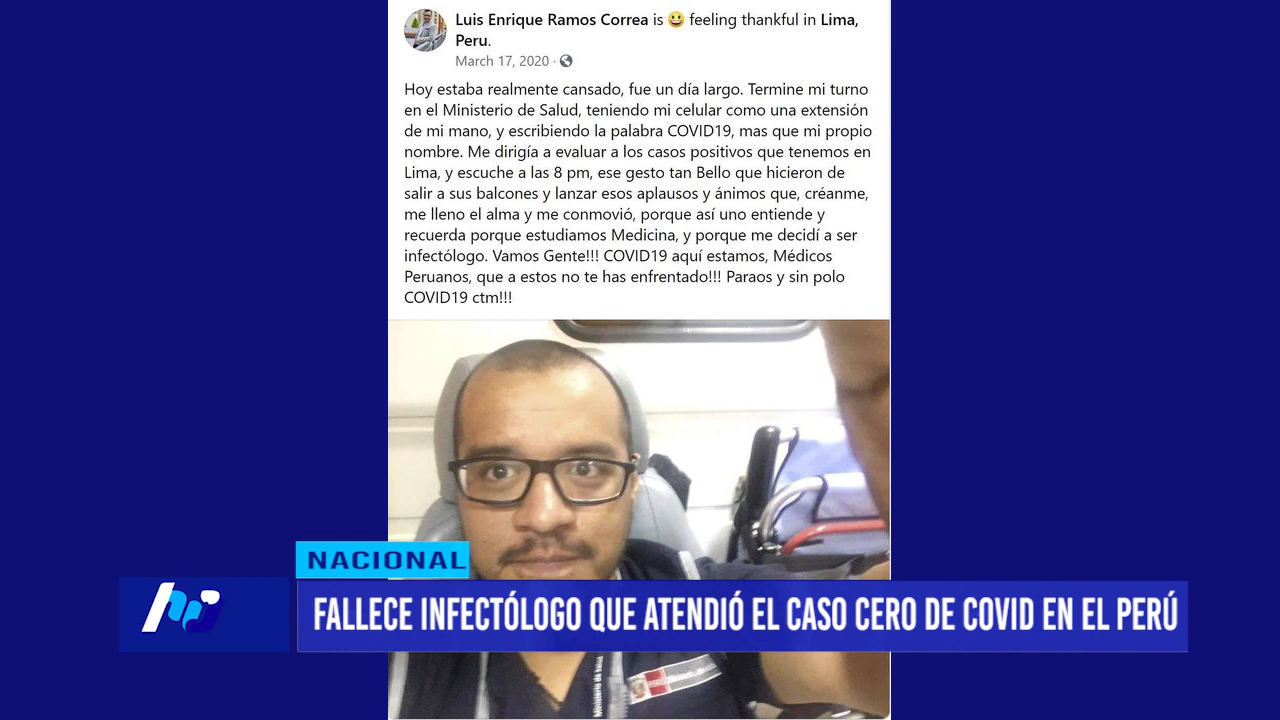 Luis Enrique Ramos Correa is 😀 feeling thankful in Lima,
Peru.
March 17, 2020 ·
Hoy estaba realmente cansado, fue un día largo. Termine mi turno
en el Ministerio de Salud, teniendo mi celular como una extensión
de mi mano, y escribiendo la palabra COVID19, mas que mi propio
nombre. Me dirigía a evaluar a los casos positivos que tenemos en
Lima, y escuche a las 8 pm, ese gesto tan Bello que hicieron de
salir a sus balcones y lanzar esos aplausos y ánimos que, créanme,
me lleno el alma y me conmovió, porque así uno entiende y
recuerda porque estudiamos Medicina, y porque me decidí a ser
infectólogo. Vamos Gente!!! COVID19 aquí estamos, Médicos
Peruanos, que a estos no te has enfrentado!!! Paraos y sin polo
COVID19 ctm!!!
NACIONAL
FALLECE INFECTÓLOGO QUE ATENDIÓ EL CASO CERO DE COVID EN EL PERÚ
Ministerio de Salud